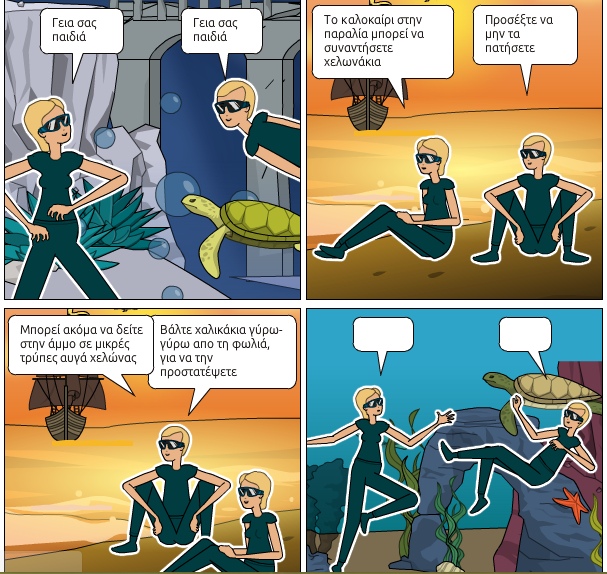 Γεια σας
παιδιά
Γεια σας
παιδιά
Το καλοκαίρι στην
παραλία μπορεί να
συναντήσετε
χελωνάκια
Προσέξτε να
μην τα
πατήσετε
Μπορεί ακόμα να δείτε
στην άμμο σε μικρές
τρύπες αυγά χελώνας
Βάλτε χαλικάκια γύρω-
γύρω απο τη φωλιά,
για να την
προστατέψετε